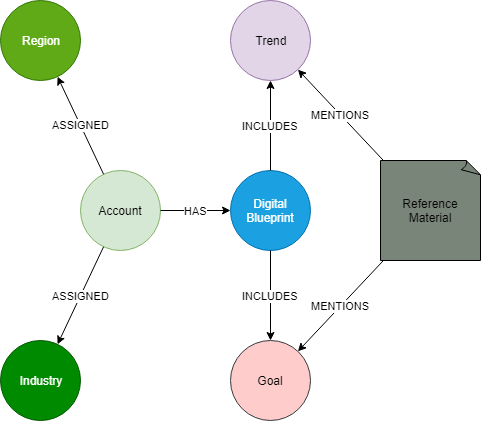 Region
Trend
ASSIGNED
INCLUDES
MENTIONS
Account
HAS
Digital
Blueprint
Reference
Material
ASSIGNED
INCLUDES
MENTIONS
Industry
Goal